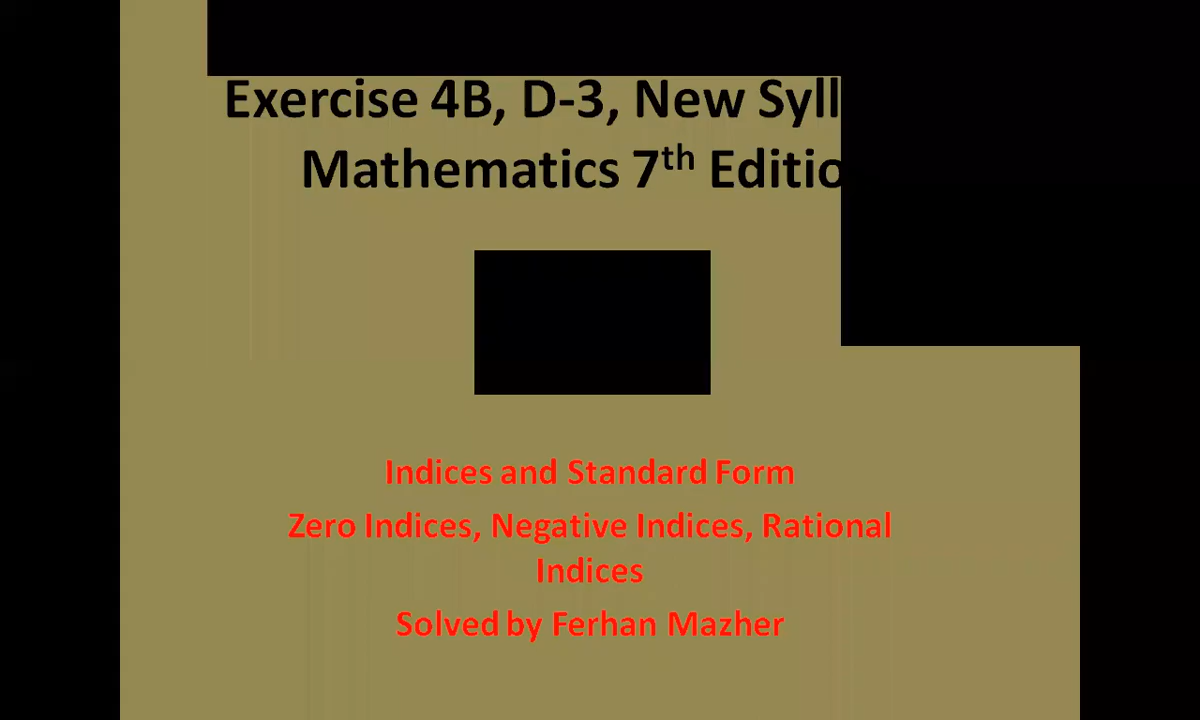 Exercise 4B, D-3, New Syll
Mathematics 7th Editio
Indices and Standard Form
Zero Indices, Negative Indices, Rational
Indices
Solved by Ferhan Mazher